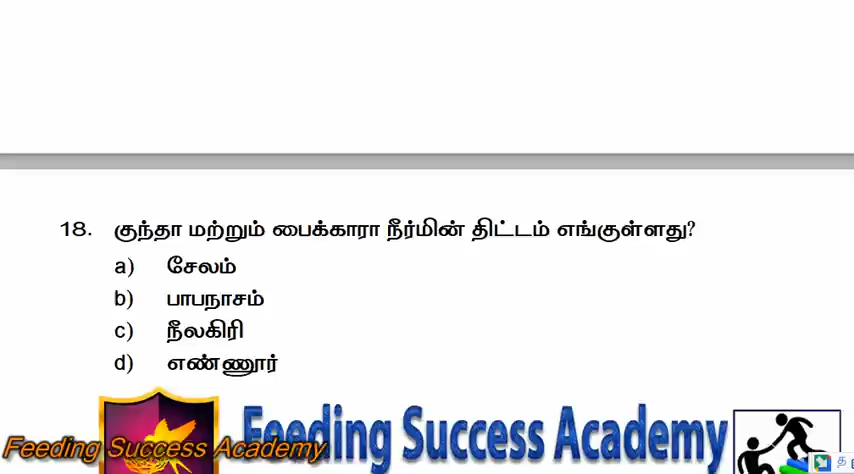 18. குந்தா மற்றும் பைக்காரா நீர்மின் திட்டம் எங்குள்ளது?
a) சேலம்
b) பாபநாசம்
c) நீலகிரி
d) எண்ணூர்
Feeding Success Academy
Feeding Success Academy